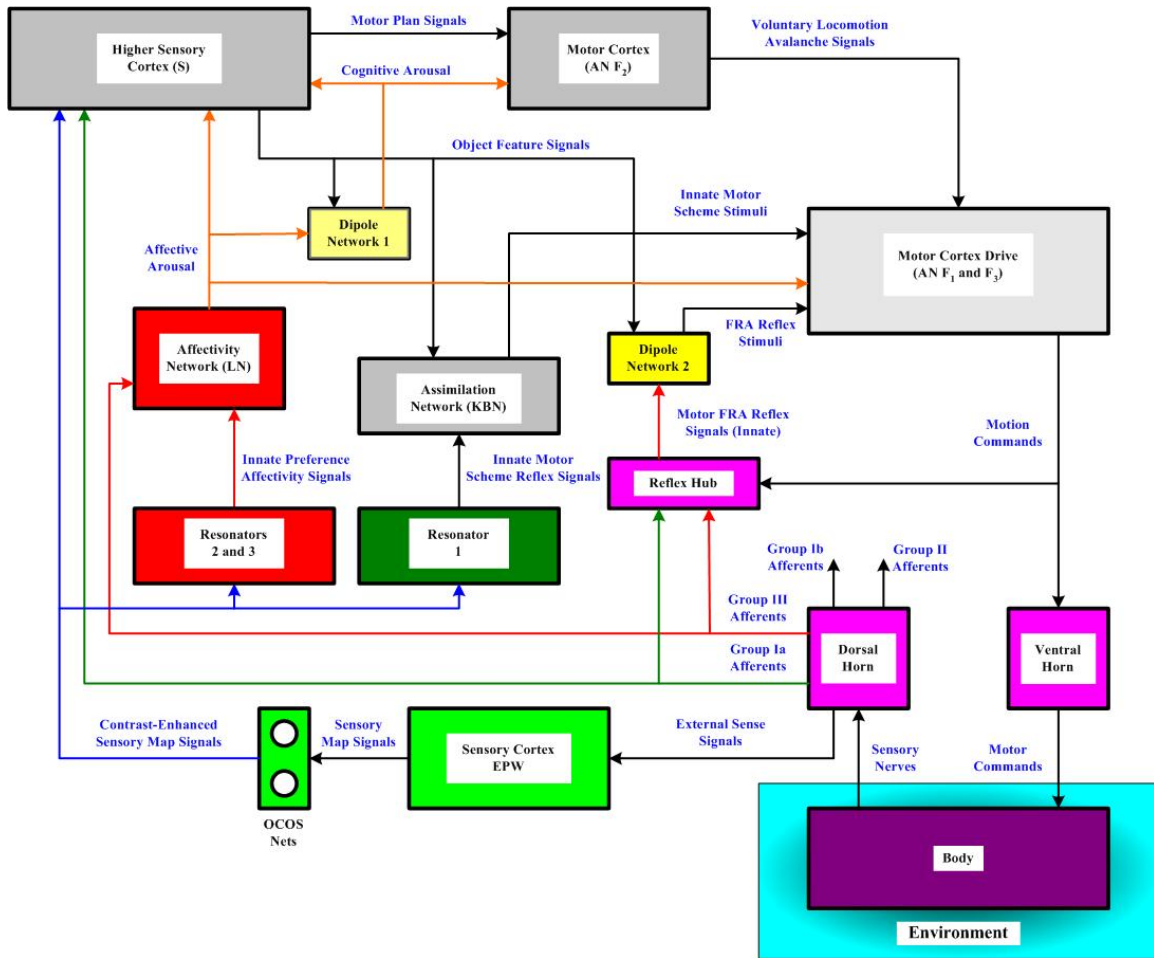 Higher Sensory
Cortex (S)
Motor Plan Signals
Motor Cortex
(AN F₂)
Voluntary Locomotion
Avalanche Signals
Cognitive Arousal
Object Feature Signals
Dipole
Network 1
Innate Motor
Scheme Stimuli
Affective
Arousal
Motor Cortex Drive
(AN F₁ and F₃)
Affectivity
Network (LN)
FRA Reflex
Stimuli
Dipole
Network 2
Assimilation
Network (KBN)
Motor FRA Reflex
Signals (Innate)
Motion
Commands
Innate Preference
Affectivity Signals
Innate Motor
Scheme Reflex Signals
Reflex Hub
Resonators
2 and 3
Resonator
1
Group Ib
Afferents
Group II
Afferents
Group III
Afferents
Group Ia
Afferents
Dorsal
Horn
Ventral
Horn
Contrast-Enhanced
Sensory Map Signals
Sensory
Map Signals
Sensory Cortex
EPW
External Sense
Signals
Sensory
Nerves
Motor
Commands
OCOS
Nets
Body
Environment